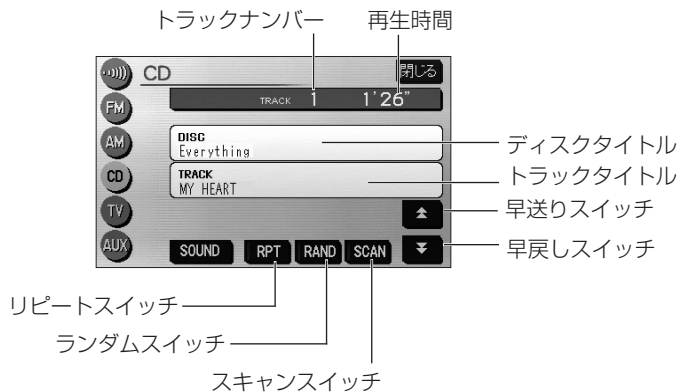 トラックナンバー 再生時間
CD 閉じる
TRACK 1 1'26"
FM
AM
DISC
Everything
ディスクタイトル
CD
TRACK
MY HEART
トラックタイトル
早送りスイッチ
TV
AUX
SOUND RPT RAND SCAN
早戻しスイッチ
リピートスイッチ
ランダムスイッチ
スキャンスイッチ